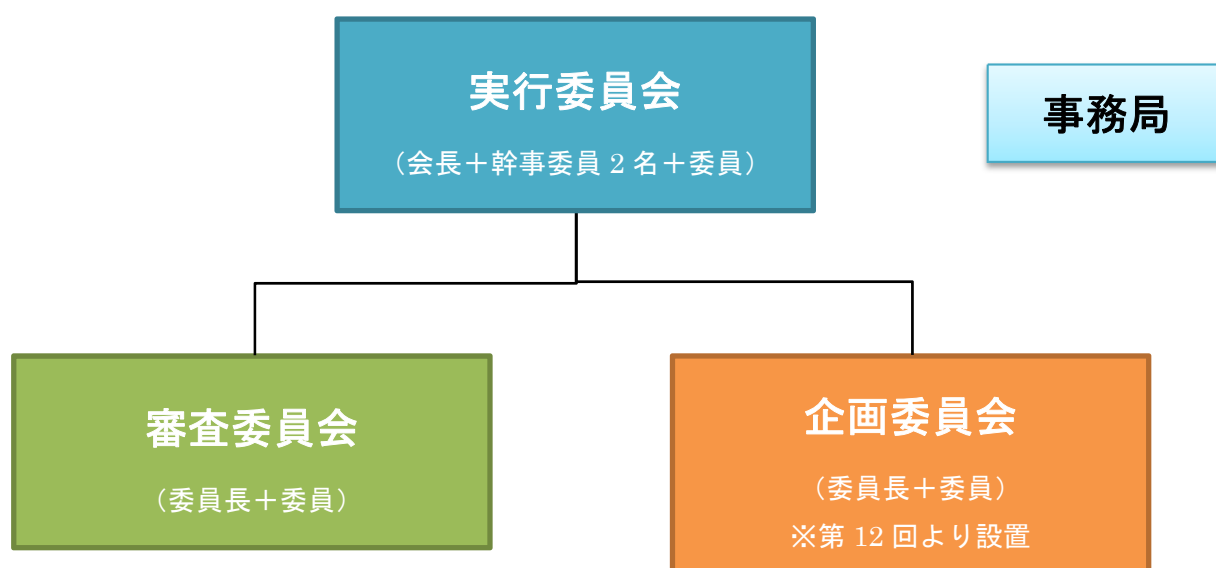 実行委員会
（会長＋幹事委員 2 名＋委員）
事務局
審査委員会
（委員長＋委員）
企画委員会
（委員長＋委員）
※第 12 回より設置